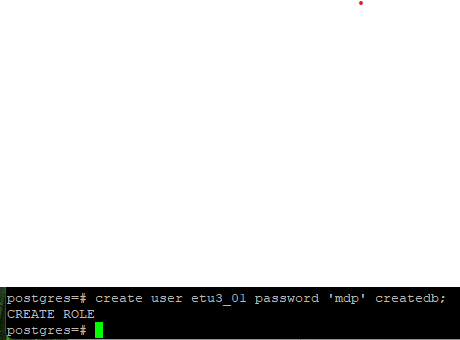 postgres=# create user etu3_01 password 'mdp' createdb;
CREATE ROLE
postgres=#